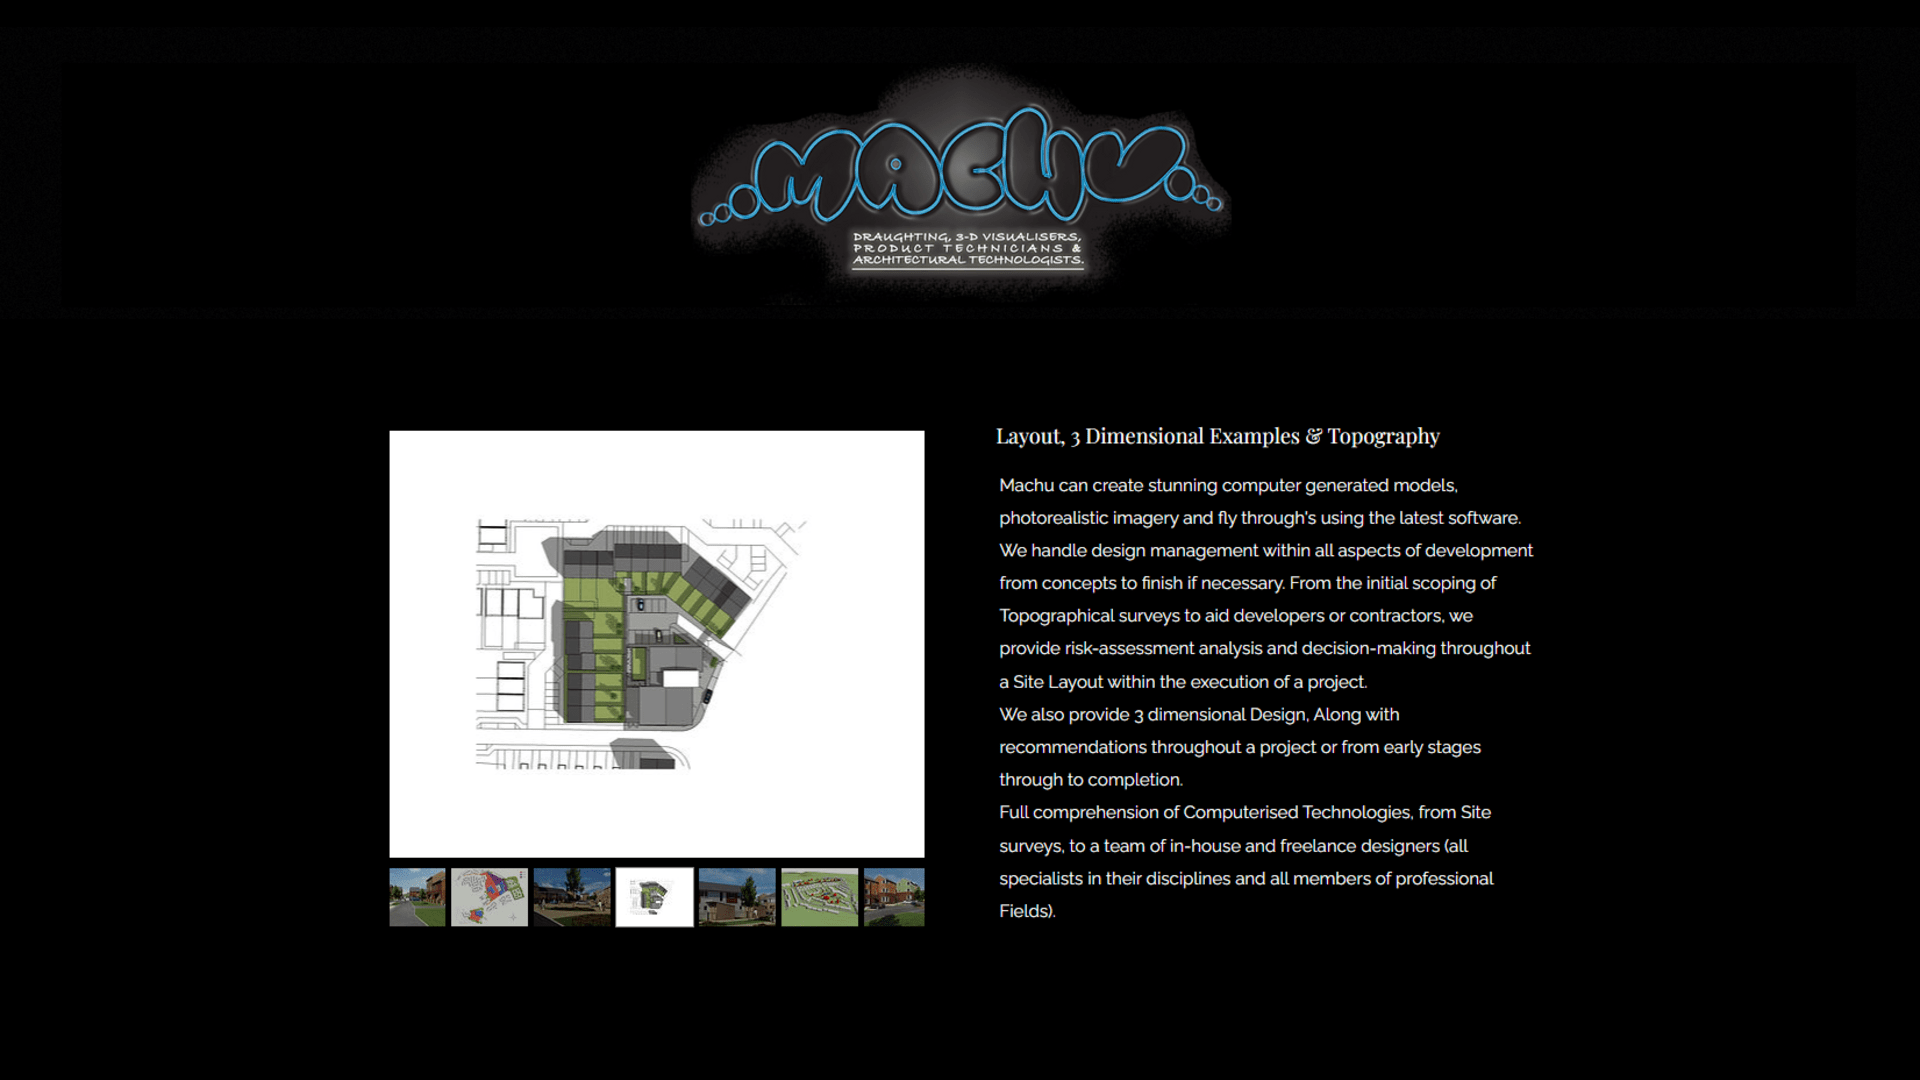 MACHU
DRAUGHTING, 3-D VISUALISERS,
PRODUCT TECHNICIANS &
ARCHITECTURAL TECHNOLOGISTS.
Layout, 3 Dimensional Examples & Topography
Machu can create stunning computer generated models,
photorealistic imagery and fly through's using the latest software.
We handle design management within all aspects of development
from concepts to finish if necessary. From the initial scoping of
Topographical surveys to aid developers or contractors, we
provide risk-assessment analysis and decision-making throughout
a Site Layout within the execution of a project.
We also provide 3 dimensional Design, Along with
recommendations throughout a project or from early stages
through to completion.
Full comprehension of Computerised Technologies, from Site
surveys, to a team of in-house and freelance designers (all
specialists in their disciplines and all members of professional
Fields).